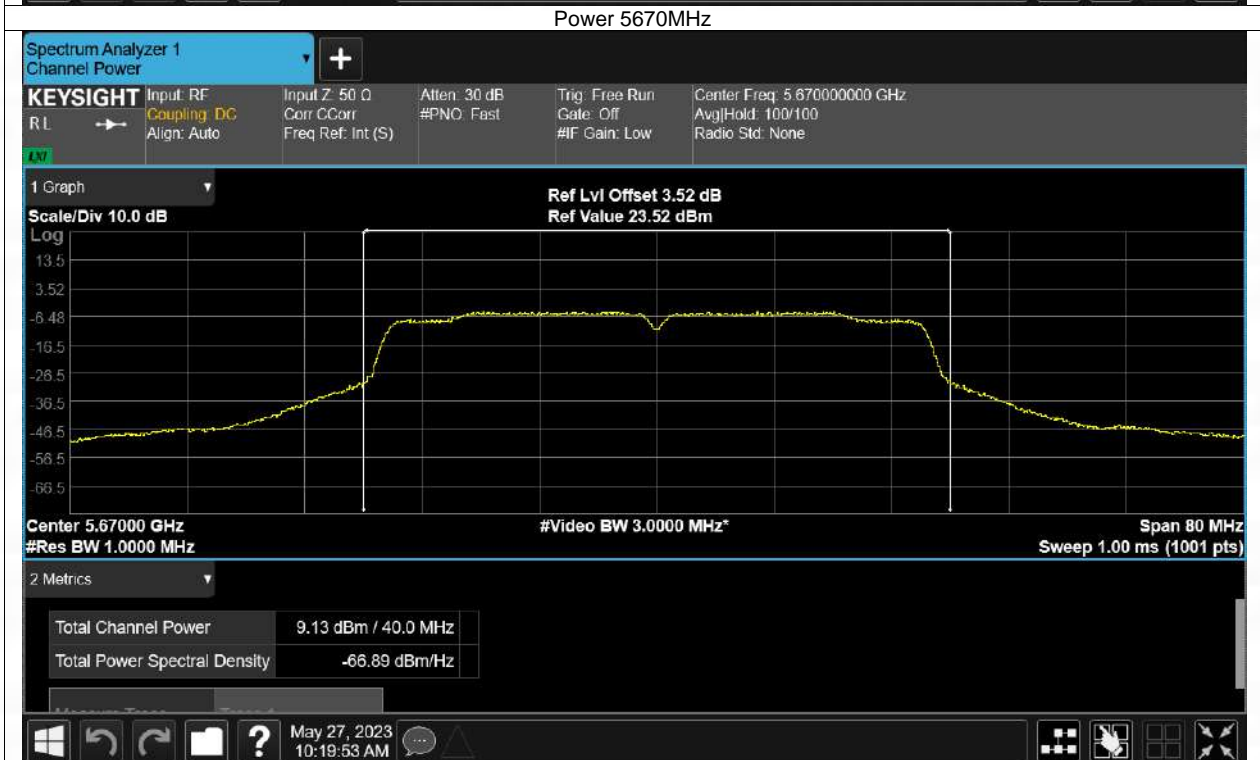 Power 5670MHz
Spectrum Analyzer 1
Channel Power
+
KEYSIGHT
RL
LXI
Input: RF
Coupling: DC
Align: Auto
Input Z: 50 Ω
Corr CCorr
Freq Ref: Int (S)
Atten: 30 dB
#PNO: Fast
Trig: Free Run
Gate: Off
#IF Gain: Low
Center Freq: 5.670000000 GHz
Avg|Hold: 100/100
Radio Std: None
1 Graph
Scale/Div 10.0 dB
Ref Lvl Offset 3.52 dB
Ref Value 23.52 dBm
Log
13.5
3.52
-6.48
-16.5
-26.5
-36.5
-46.5
-56.5
-66.5
Center 5.67000 GHz
#Res BW 1.0000 MHz
#Video BW 3.0000 MHz*
Span 80 MHz
Sweep 1.00 ms (1001 pts)
2 Metrics
Total Channel Power 9.13 dBm / 40.0 MHz
Total Power Spectral Density -66.89 dBm/Hz
?
May 27, 2023
10:19:53 AM